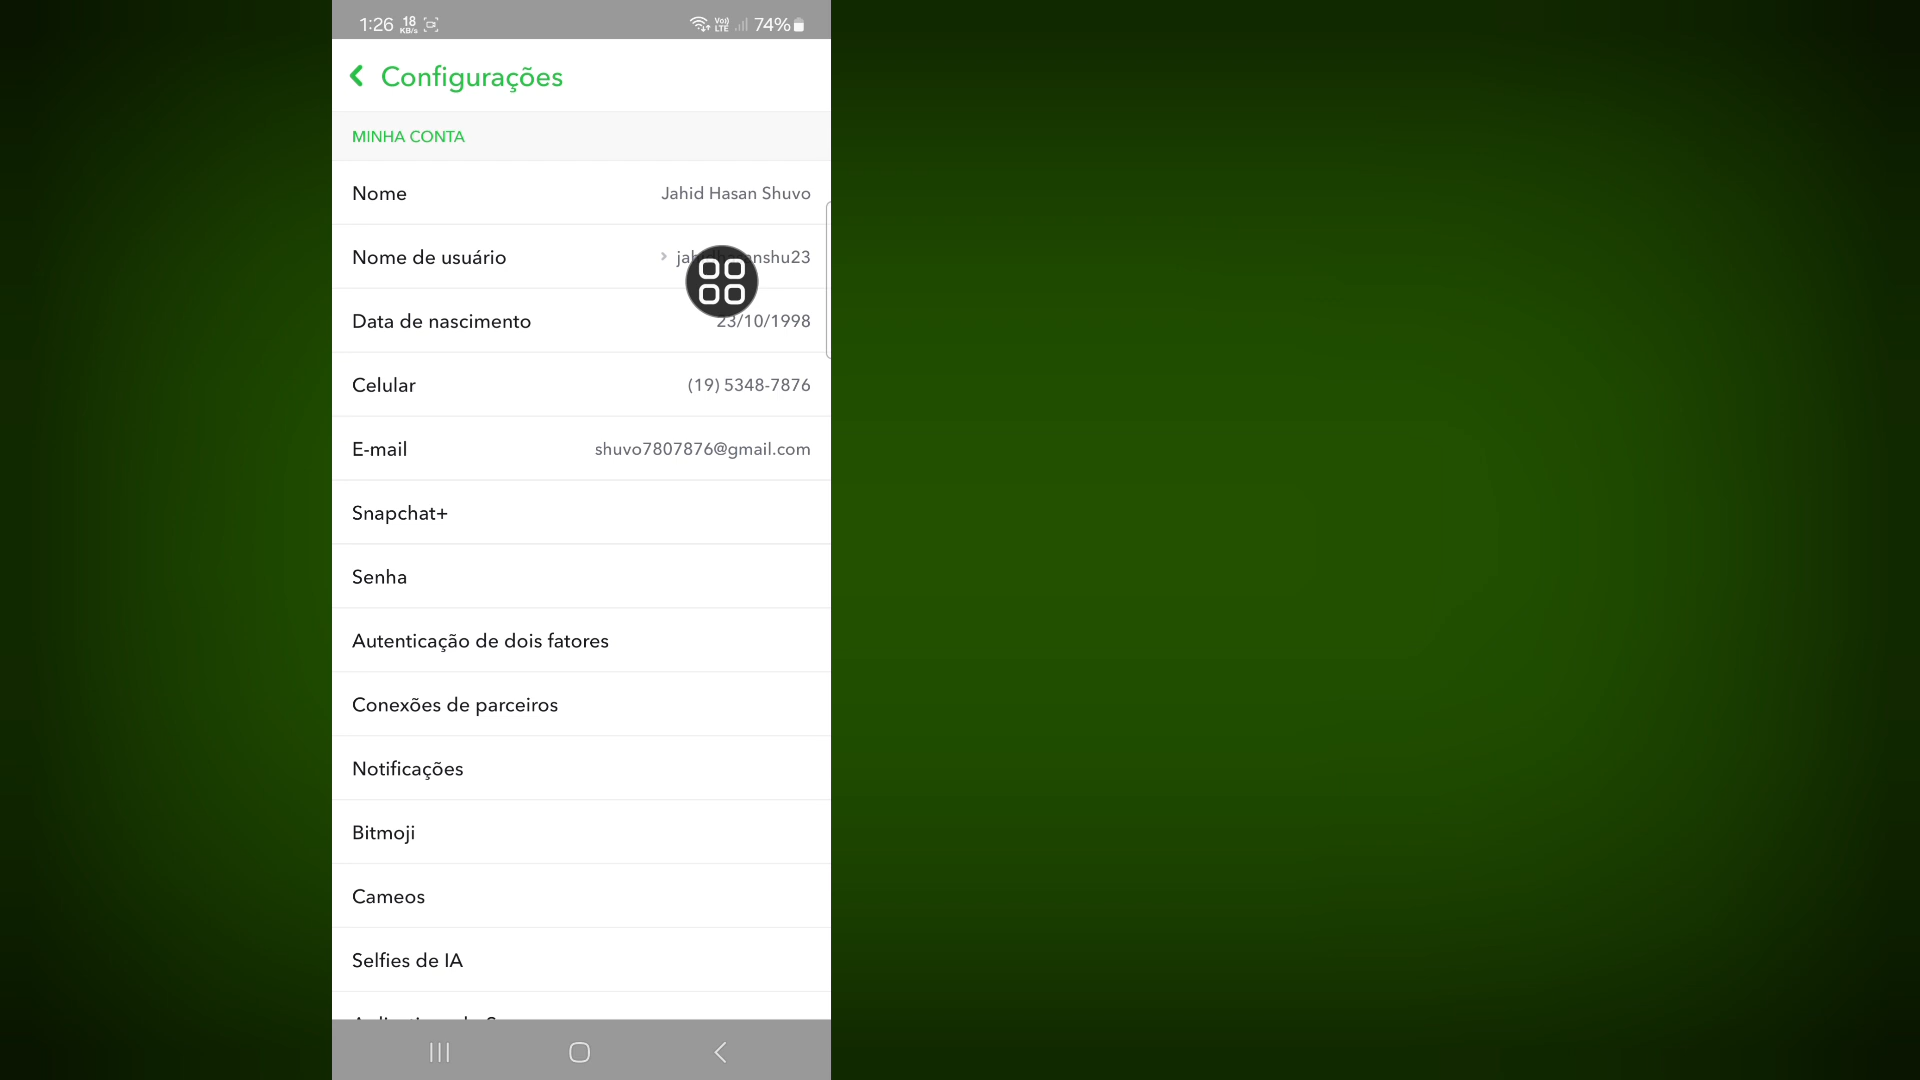 1:26 18 KB/s Vo)) LTE 74%
Configurações
MINHA CONTA
Nome Jahid Hasan Shuvo
Nome de usuário
Data de nascimento 23/10/1998
Celular (19) 5348-7876
E-mail shuvo7807876@gmail.com
Snapchat+
Senha
Autenticação de dois fatores
Conexões de parceiros
Notificações
Bitmoji
Cameos
Selfies de IA